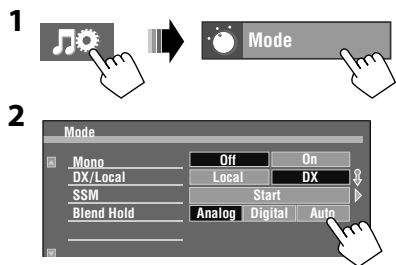 1
Mode
2
Mode
Mono Off On
DX/Local Local DX
SSM Start
Blend Hold Analog Digital Auto